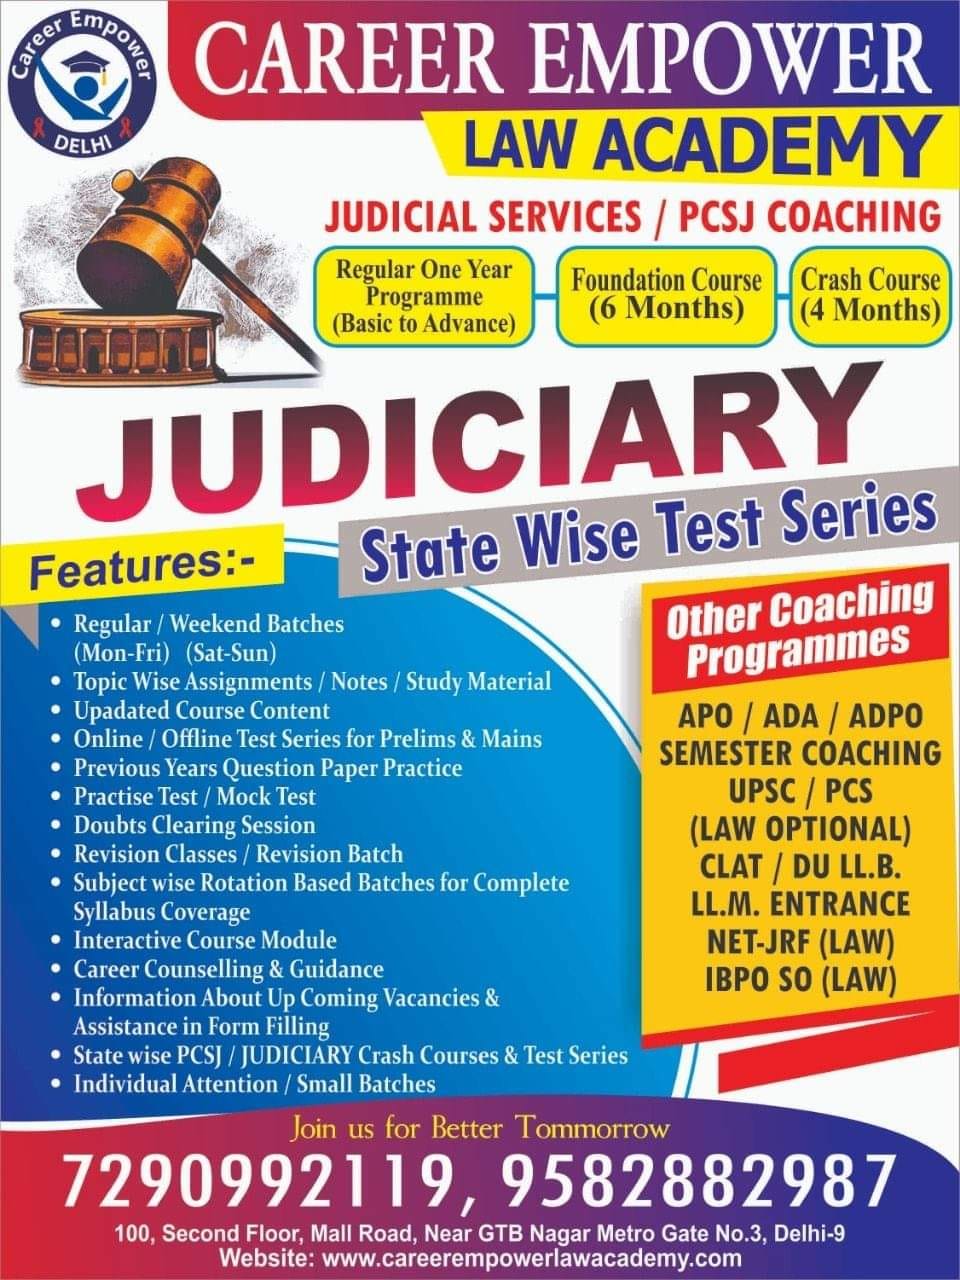 Career Empower
DELHI
CAREER EMPOWER
LAW ACADEMY
JUDICIAL SERVICES / PCSJ COACHING
Regular One Year
Programme
(Basic to Advance)
Foundation Course
(6 Months)
Crash Course
(4 Months)
JUDICIARY
State Wise Test Series
Features:-
• Regular / Weekend Batches
(Mon-Fri) (Sat-Sun)
• Topic Wise Assignments / Notes / Study Material
• Upadated Course Content
• Online / Offline Test Series for Prelims & Mains
• Previous Years Question Paper Practice
• Practise Test / Mock Test
• Doubts Clearing Session
• Revision Classes / Revision Batch
• Subject wise Rotation Based Batches for Complete
Syllabus Coverage
• Interactive Course Module
• Career Counselling & Guidance
• Information About Up Coming Vacancies &
Assistance in Form Filling
• State wise PCSJ / JUDICIARY Crash Courses & Test Series
• Individual Attention / Small Batches
Other Coaching
Programmes
APO / ADA / ADPO
SEMESTER COACHING
UPSC / PCS
(LAW OPTIONAL)
CLAT / DU LL.B.
LL.M. ENTRANCE
NET-JRF (LAW)
IBPO SO (LAW)
Join us for Better Tommorrow
7290992119, 9582882987
100, Second Floor, Mall Road, Near GTB Nagar Metro Gate No.3, Delhi-9
Website: www.careerempowerlawacademy.com